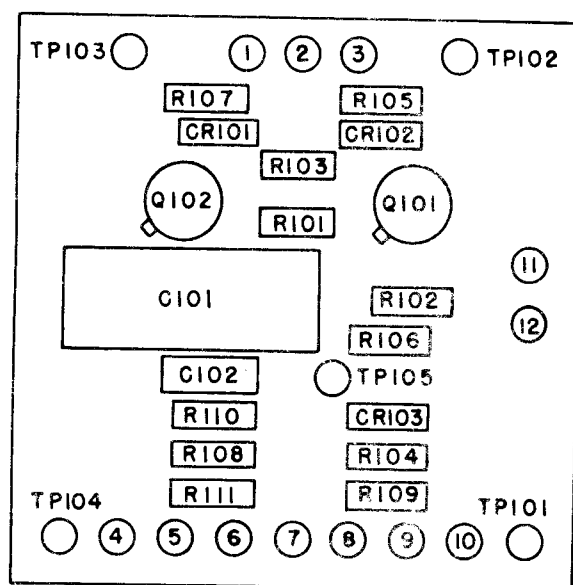 TP103 1 2 3 TP102
R107 R105
CR101 CR102
R103
Q102 Q101
R101
11
C101 R102
12
R106
C102 TP105
R110 CR103
R108 R104
R111 R109
TP104 TP101
4 5 6 7 8 9 10